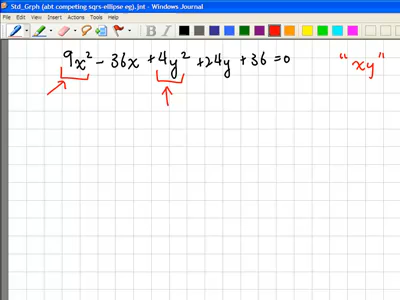 Std_Grph (abt competing sqrs-ellipse eg).jnt - Windows Journal
File Edit View Insert Actions Tools Help
9x² - 36x + 4y² + 24y + 36 = 0 "xy"